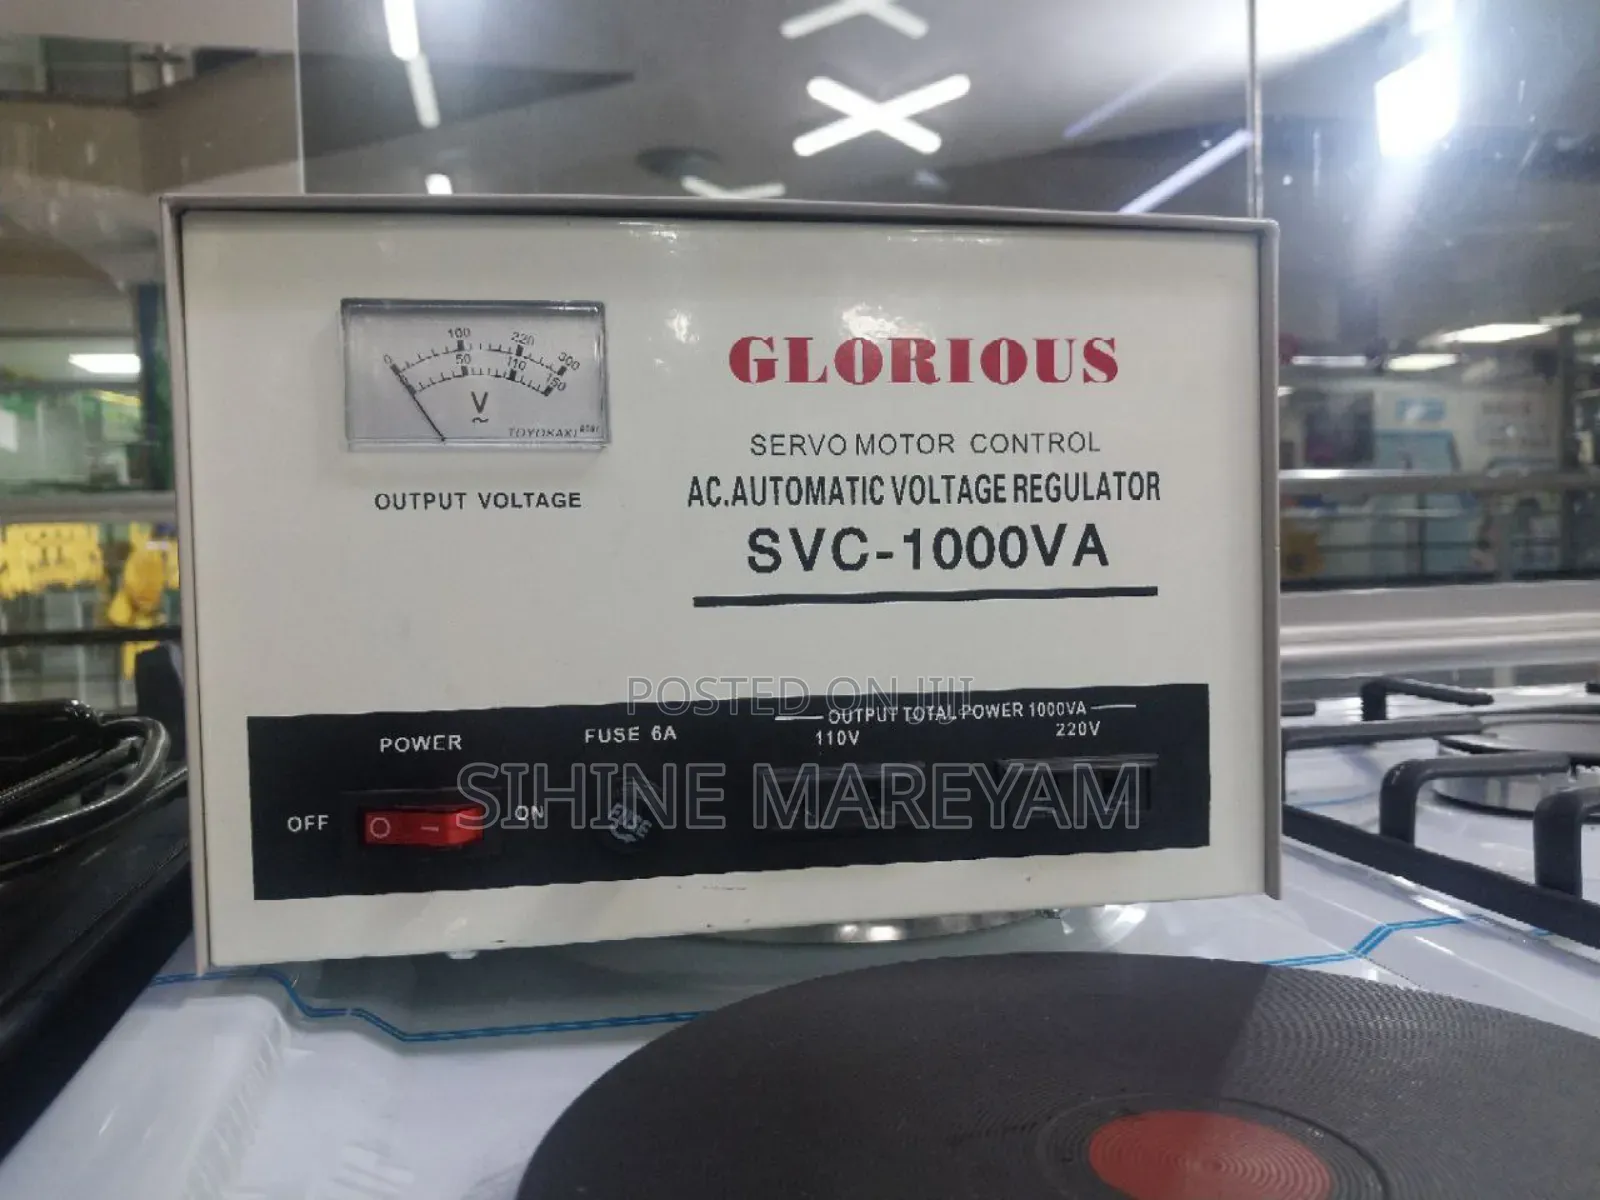 100 220 300
0 50 110 150
V
TOYOSAKI
OUTPUT VOLTAGE
GLORIOUS
SERVO MOTOR CONTROL
AC.AUTOMATIC VOLTAGE REGULATOR
SVC-1000VA
POSTED ON JIJI
OUTPUT TOTAL POWER 1000VA
POWER FUSE 6A 110V 220V
SIHINE MAREYAM
OFF ON
FUSE